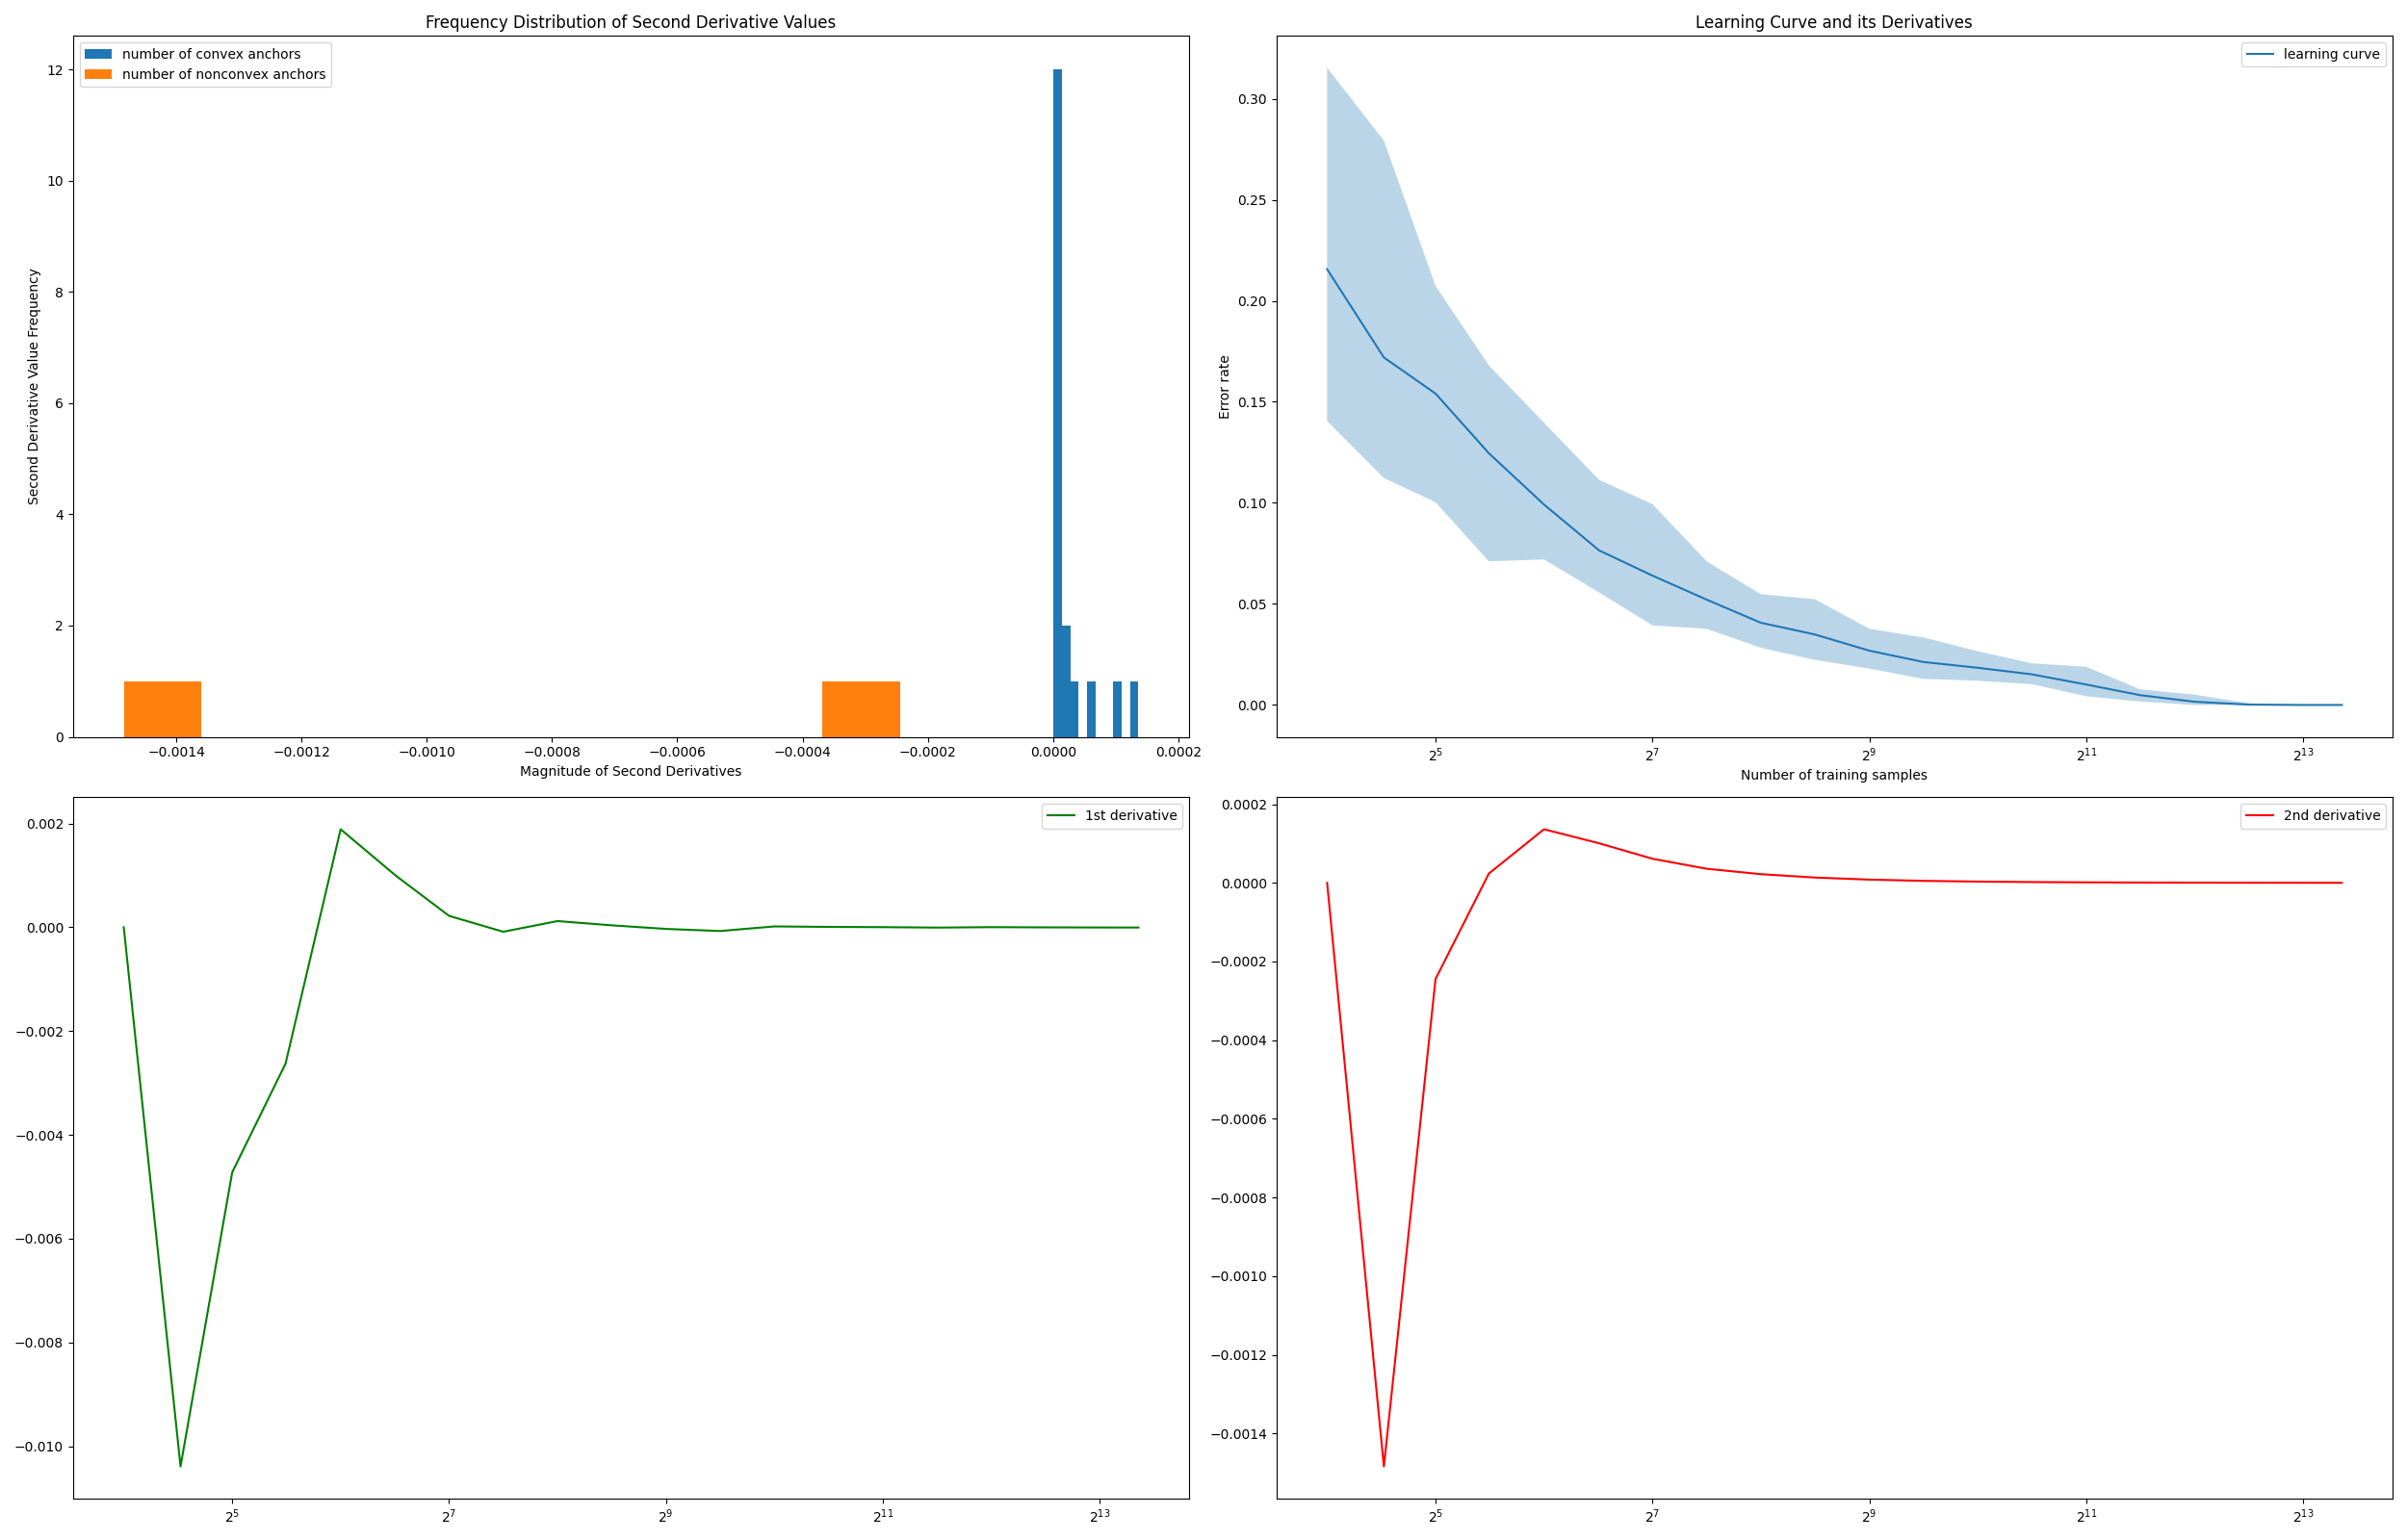 Frequency Distribution of Second Derivative Values
number of convex anchors
number of nonconvex anchors
12
10
8
6
4
2
0
Second Derivative Value Frequency
−0.0014 −0.0012 −0.0010 −0.0008 −0.0006 −0.0004 −0.0002 0.0000 0.0002
Magnitude of Second Derivatives
Learning Curve and its Derivatives
learning curve
0.30
0.25
0.20
0.15
0.10
0.05
0.00
Error rate
2^5 2^7 2^9 2^11 2^13
Number of training samples
1st derivative
0.002
0.000
−0.002
−0.004
−0.006
−0.008
−0.010
2^5 2^7 2^9 2^11 2^13
2nd derivative
0.0002
0.0000
−0.0002
−0.0004
−0.0006
−0.0008
−0.0010
−0.0012
−0.0014
2^5 2^7 2^9 2^11 2^13